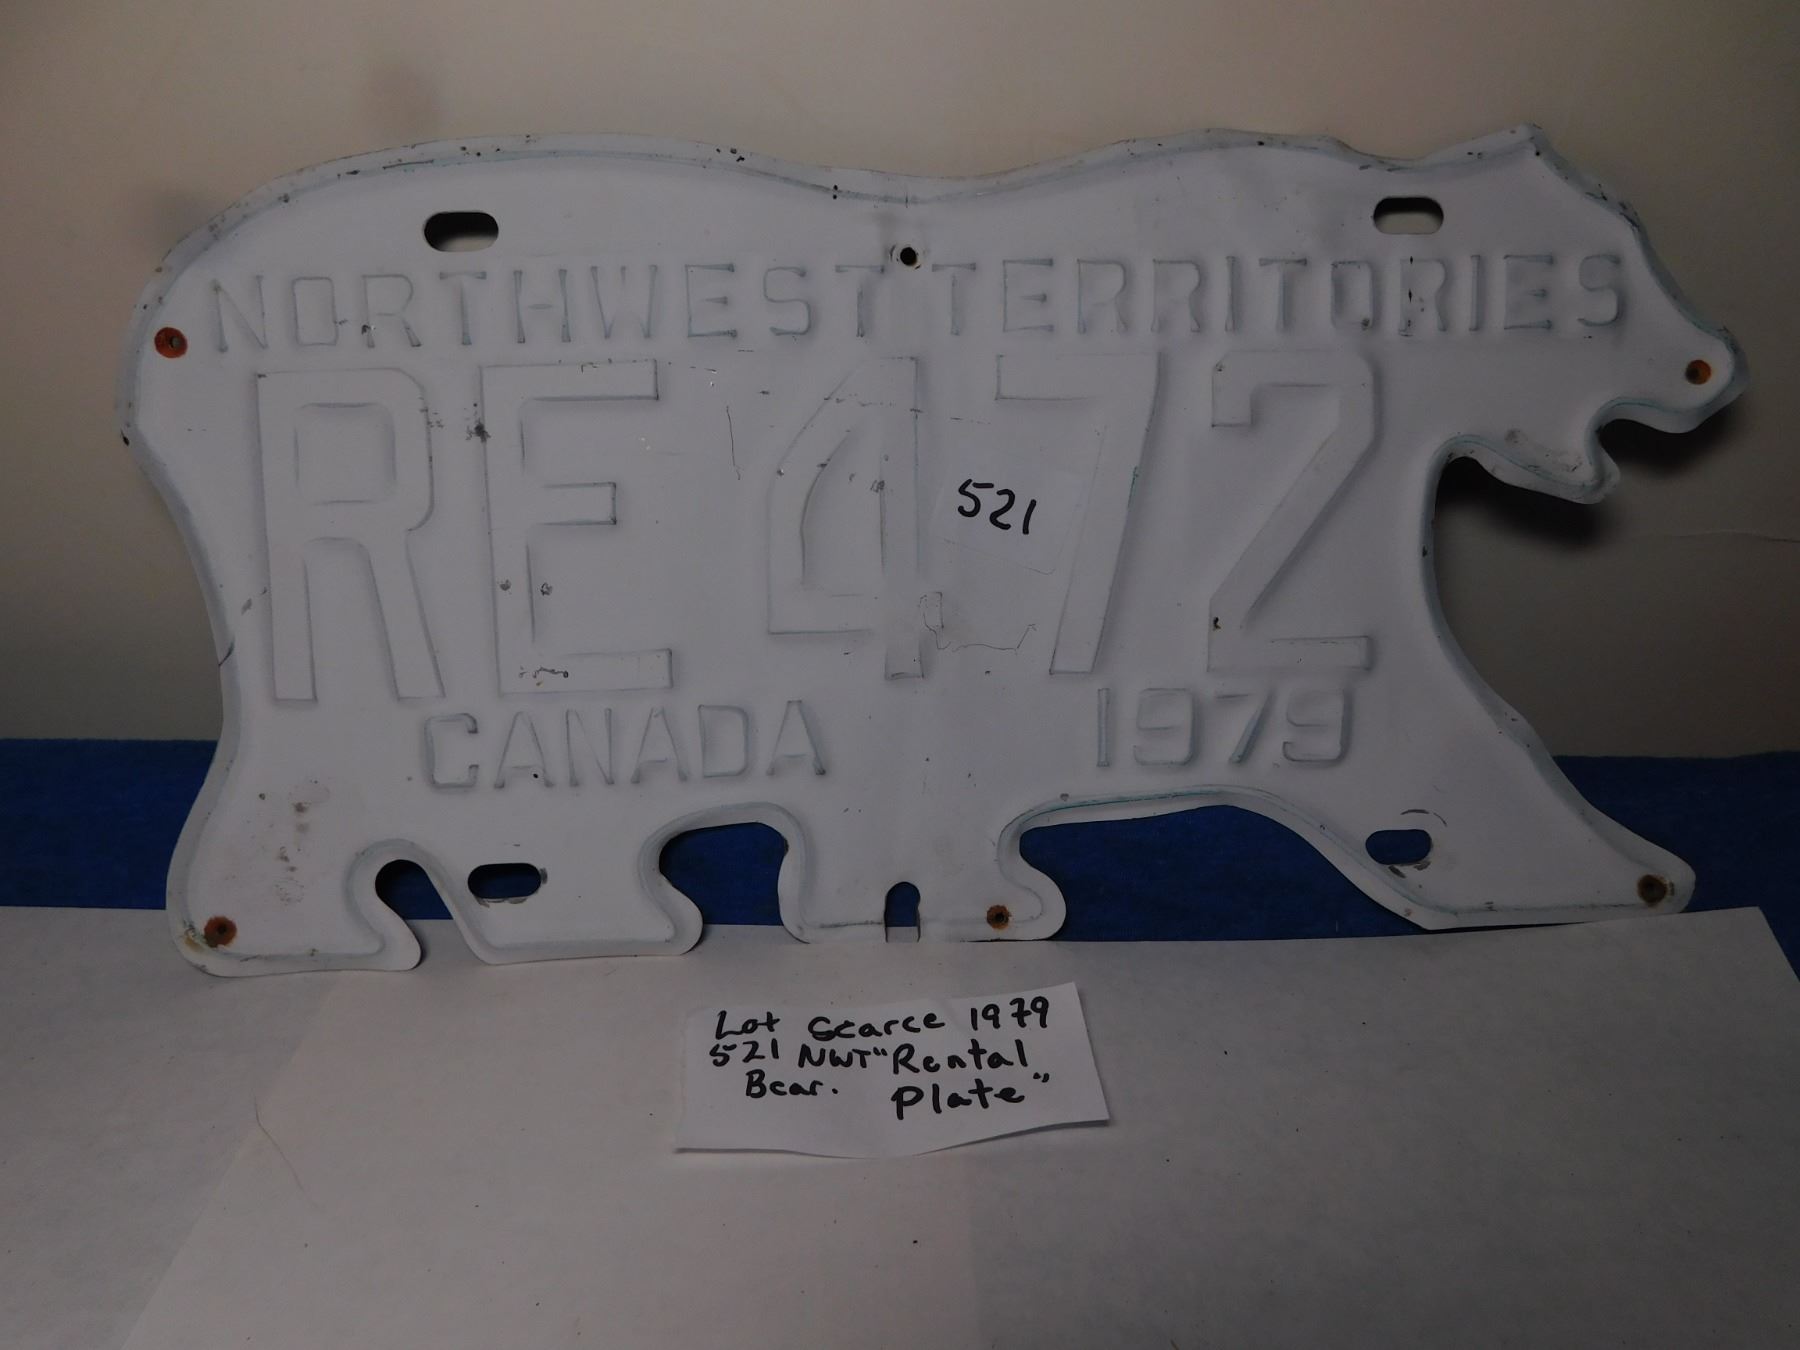 NORTHWEST TERRITORIES
RE 472
521
CANADA 1979
Lot Scarce 1979
521 NWT "Rental
Bear. Plate"